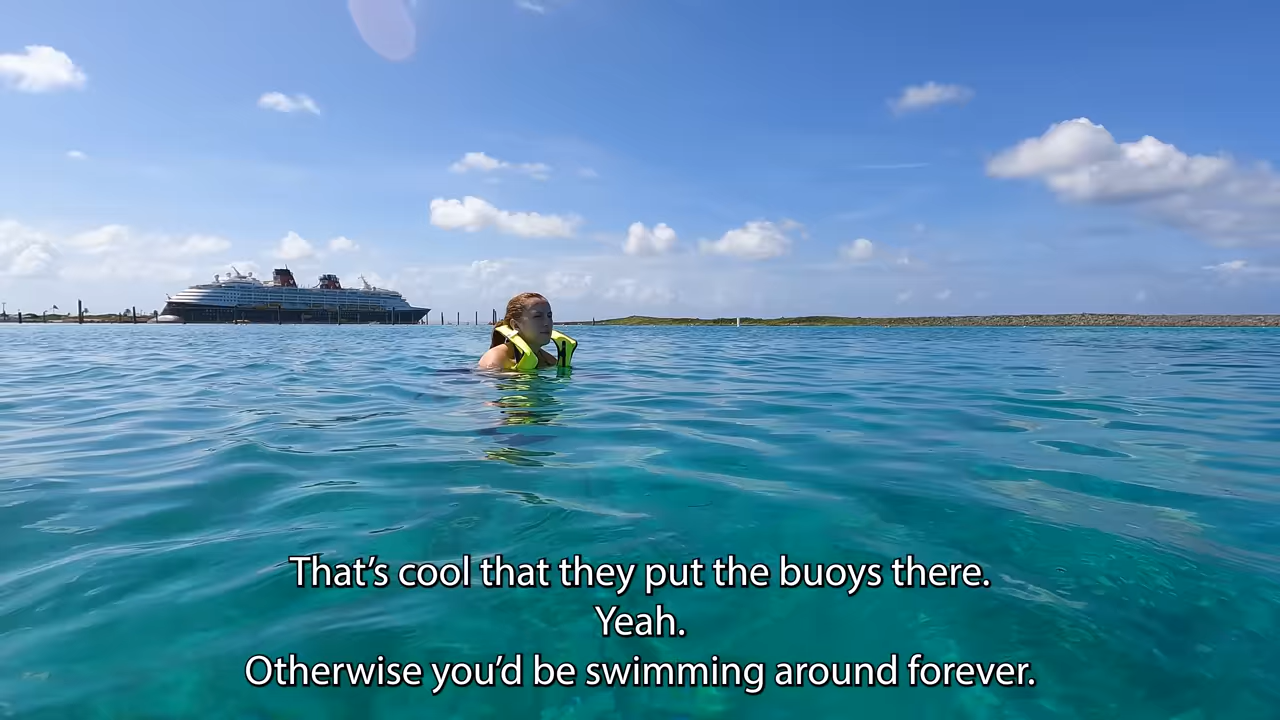 That's cool that they put the buoys there.
Yeah.
Otherwise you'd be swimming around forever.